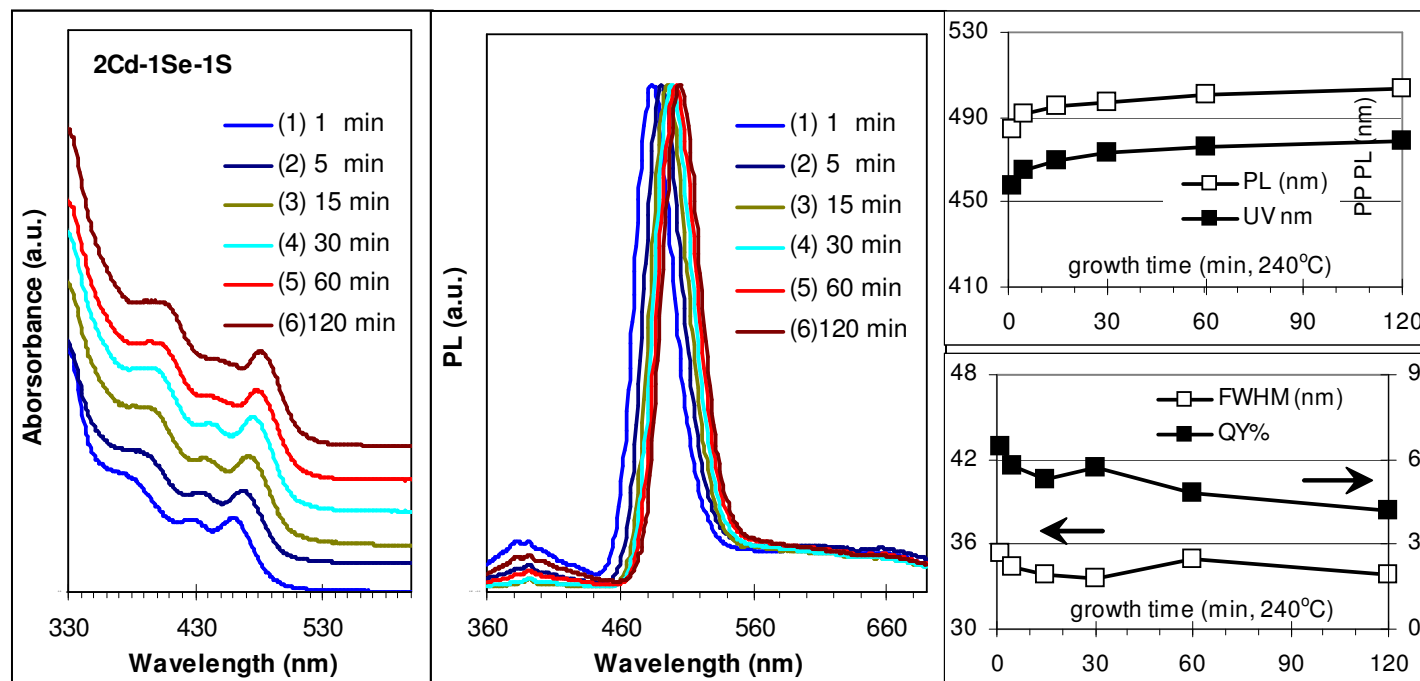 2Cd-1Se-1S
(1) 1 min
(2) 5 min
(3) 15 min
(4) 30 min
(5) 60 min
(6)120 min
Aborsorbance (a.u.)
330 430 530
Wavelength (nm)
(1) 1 min
(2) 5 min
(3) 15 min
(4) 30 min
(5) 60 min
(6)120 min
PL (a.u.)
360 460 560 660
Wavelength (nm)
530
490
450
410
PL (nm)
UV nm
PP PL (nm)
growth time (min, 240°C)
0 30 60 90 120
48
42
36
30
FWHM (nm)
QY%
9
6
3
0
growth time (min, 240°C)
0 30 60 90 120